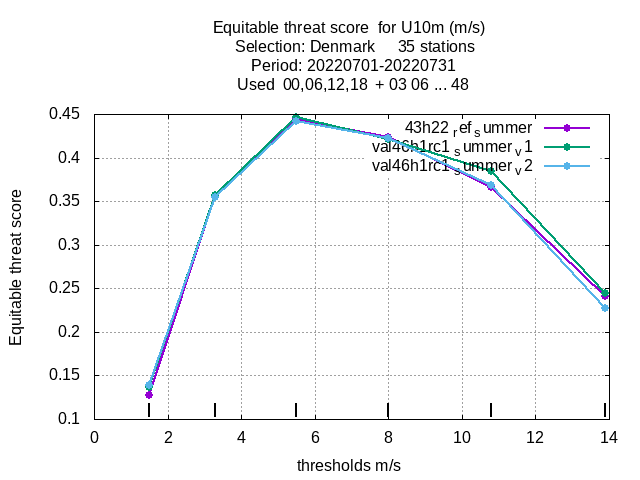 Equitable threat score for U10m (m/s)
Selection: Denmark 35 stations
Period: 20220701-20220731
Used 00,06,12,18 + 03 06 ... 48
43h22 ref summer
val46h1rc1 summer v1
val46h1rc1 summer v2
Equitable threat score
0.45
0.4
0.35
0.3
0.25
0.2
0.15
0.1
0 2 4 6 8 10 12 14
thresholds m/s